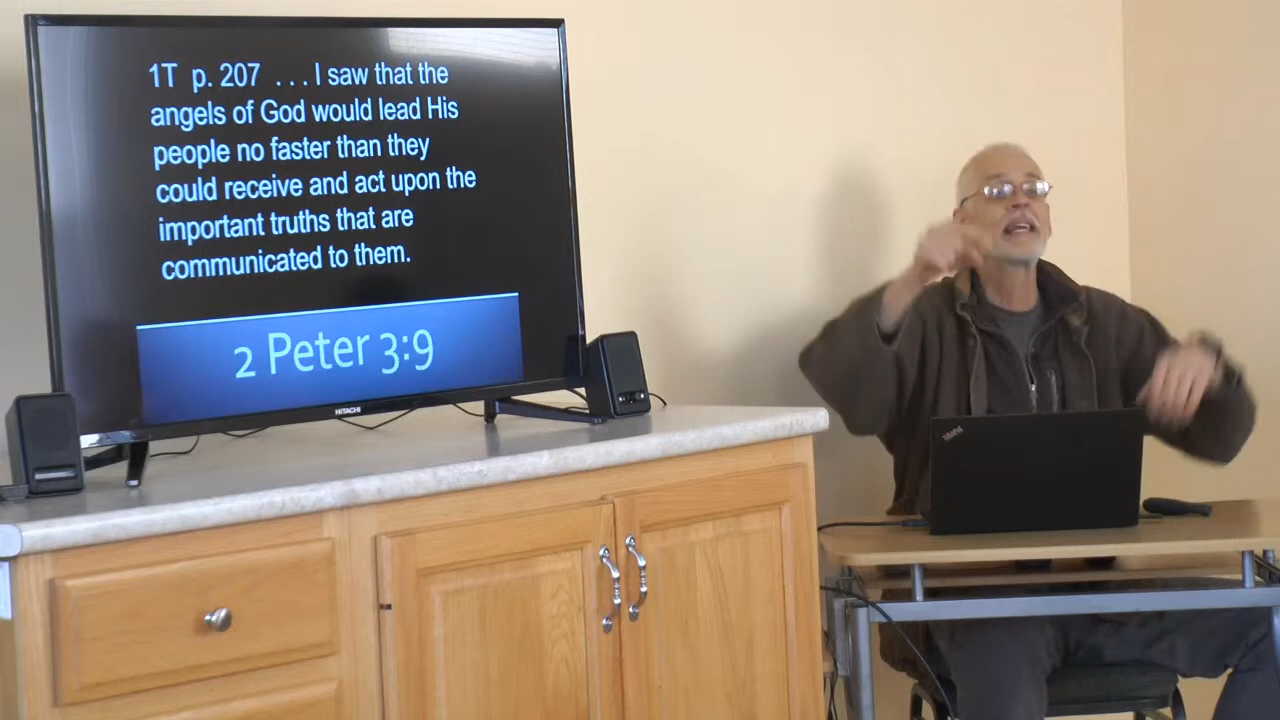 1T p. 207 . . . I saw that the
angels of God would lead His
people no faster than they
could receive and act upon the
important truths that are
communicated to them.
2 Peter 3:9
HITACHI
ThinkPad